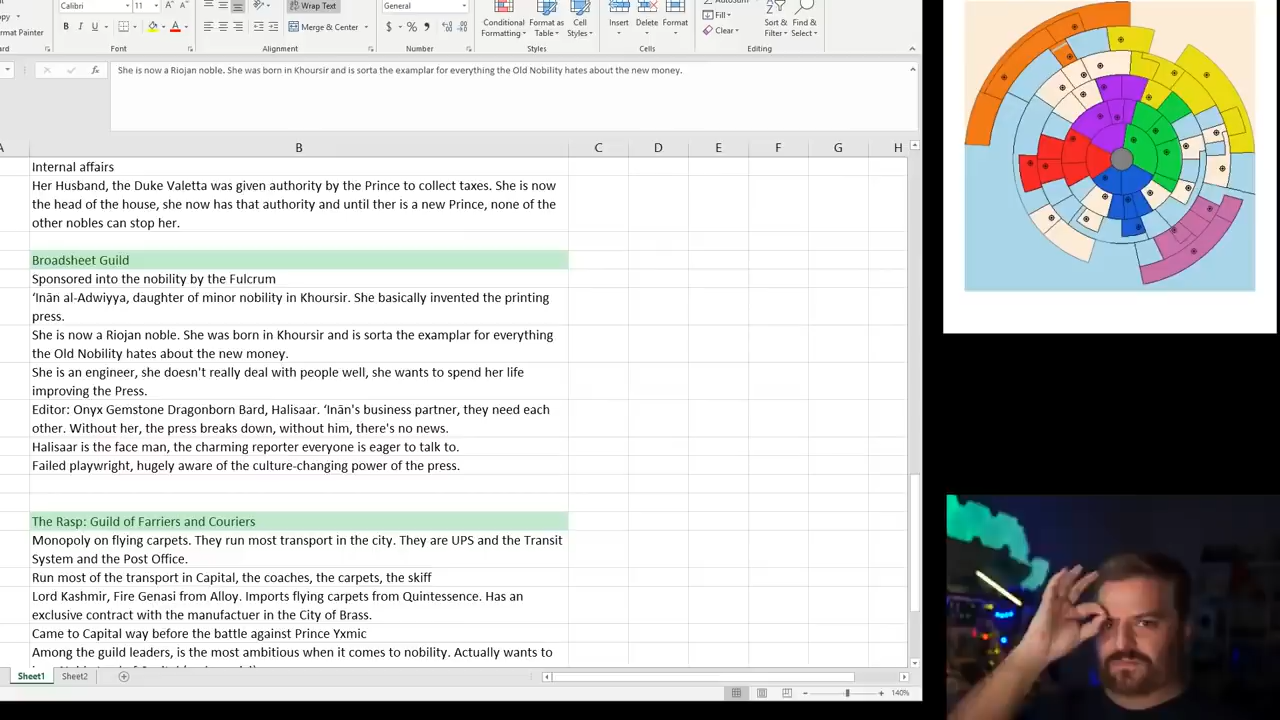 Calibri
11
Wrap Text
General
Format Painter
B I U
Merge & Center
$ % 
Conditional Format as Cell
Formatting Table Styles
Insert Delete Format
Fill
Clear
Sort & Find &
Filter Select
Font
Alignment
Number
Styles
Cells
Editing
fx
She is now a Riojan noble. She was born in Khoursir and is sorta the examplar for everything the Old Nobility hates about the new money.
A B C D E F G H
Internal affairs
Her Husband, the Duke Valetta was given authority by the Prince to collect taxes. She is now
the head of the house, she now has that authority and until ther is a new Prince, none of the
other nobles can stop her.
Broadsheet Guild
Sponsored into the nobility by the Fulcrum
‘Inān al-Adwiyya, daughter of minor nobility in Khoursir. She basically invented the printing
press.
She is now a Riojan noble. She was born in Khoursir and is sorta the examplar for everything
the Old Nobility hates about the new money.
She is an engineer, she doesn't really deal with people well, she wants to spend her life
improving the Press.
Editor: Onyx Gemstone Dragonborn Bard, Halisaar. ‘Inān's business partner, they need each
other. Without her, the press breaks down, without him, there's no news.
Halisaar is the face man, the charming reporter everyone is eager to talk to.
Failed playwright, hugely aware of the culture-changing power of the press.
The Rasp: Guild of Farriers and Couriers
Monopoly on flying carpets. They run most transport in the city. They are UPS and the Transit
System and the Post Office.
Run most of the transport in Capital, the coaches, the carpets, the skiff
Lord Kashmir, Fire Genasi from Alloy. Imports flying carpets from Quintessence. Has an
exclusive contract with the manufactuer in the City of Brass.
Came to Capital way before the battle against Prince Yxmic
Among the guild leaders, is the most ambitious when it comes to nobility. Actually wants to
Sheet1 Sheet2
140%